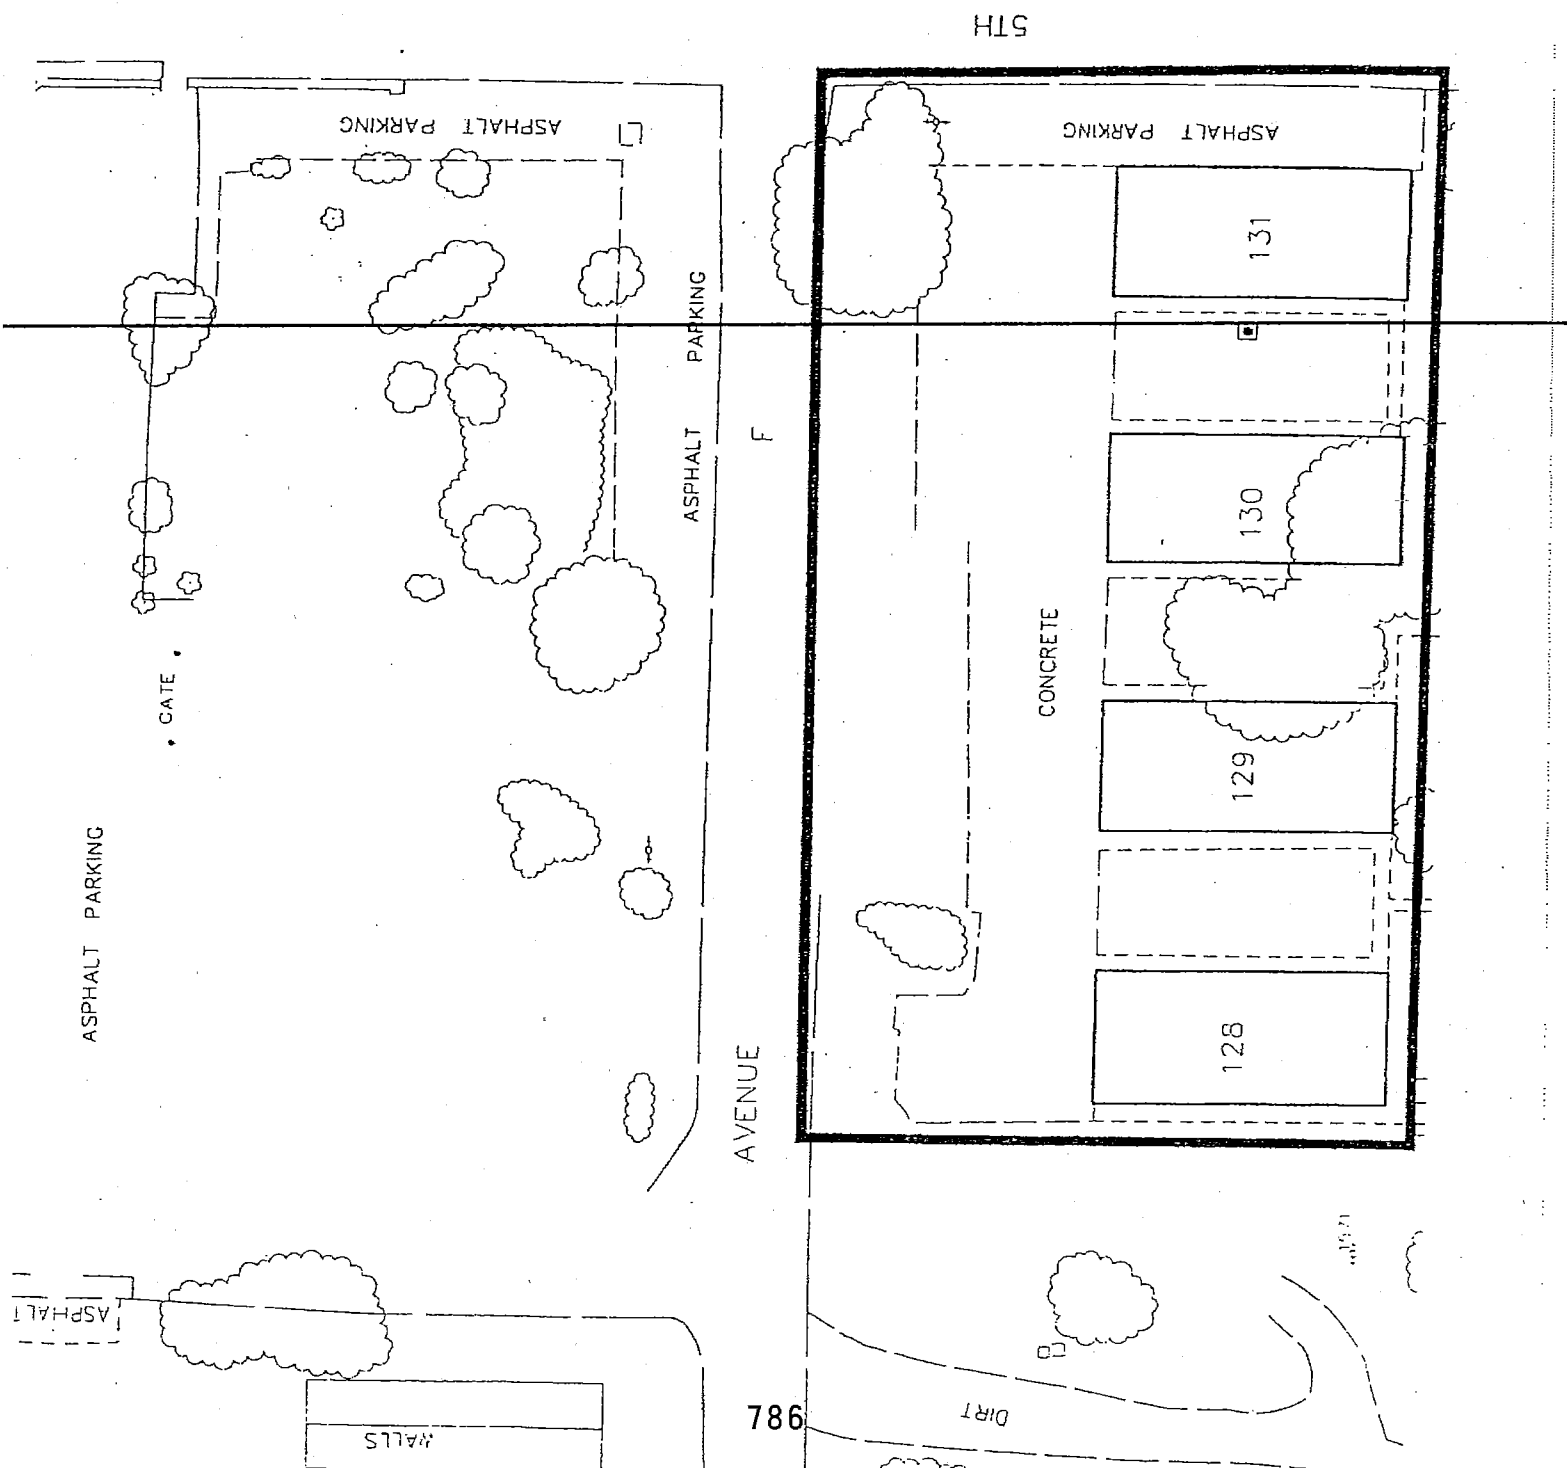 5TH
ASPHALT PARKING
ASPHALT PARKING
131
ASPHALT PARKING
F
130
CONCRETE
GATE
129
ASPHALT PARKING
128
AVENUE
ASPHALT
786
DIRT